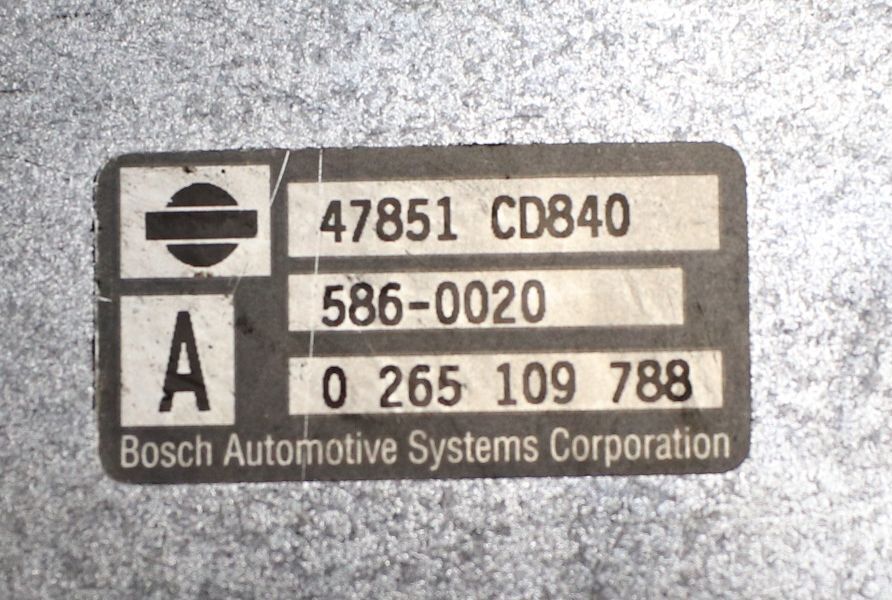 47851 CD840
586-0020
A
0 265 109 788
Bosch Automotive Systems Corporation